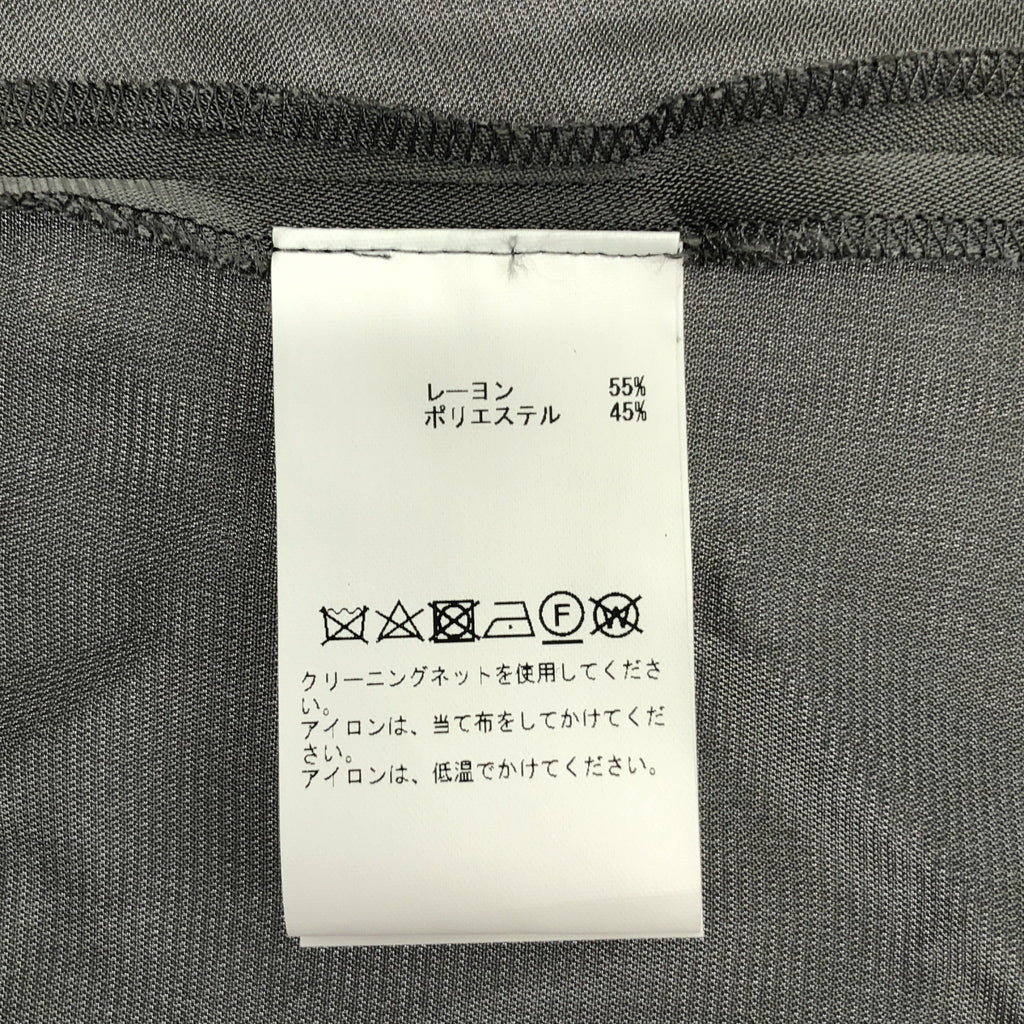 レーヨン 55%
ポリエステル 45%
F W
クリーニングネットを使用してくださ
い。
アイロンは、当て布をしてかけてくだ
さい。
アイロンは、低温でかけてください。